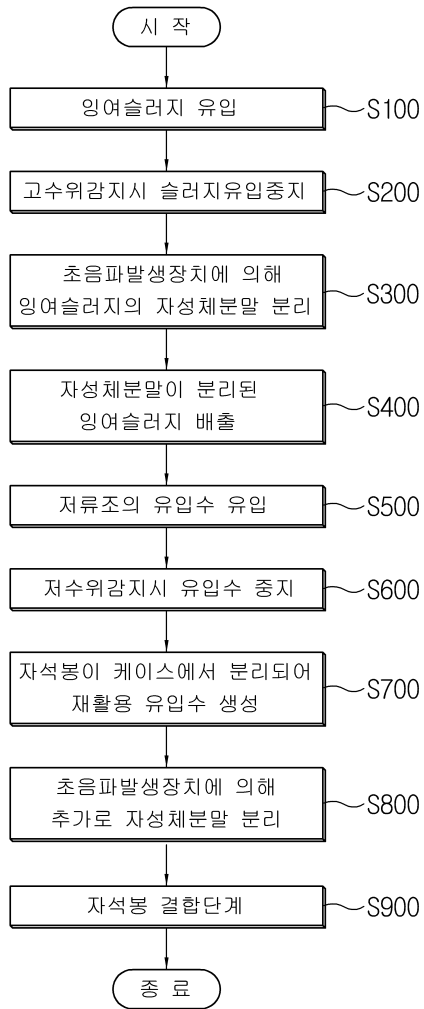 시 작
잉여슬러지 유입
S100
고수위감지시 슬러지유입중지
S200
초음파발생장치에 의해
잉여슬러지의 자성체분말 분리
S300
자성체분말이 분리된
잉여슬러지 배출
S400
저류조의 유입수 유입
S500
저수위감지시 유입수 중지
S600
자석봉이 케이스에서 분리되어
재활용 유입수 생성
S700
초음파발생장치에 의해
추가로 자성체분말 분리
S800
자석봉 결합단계
S900
종 료